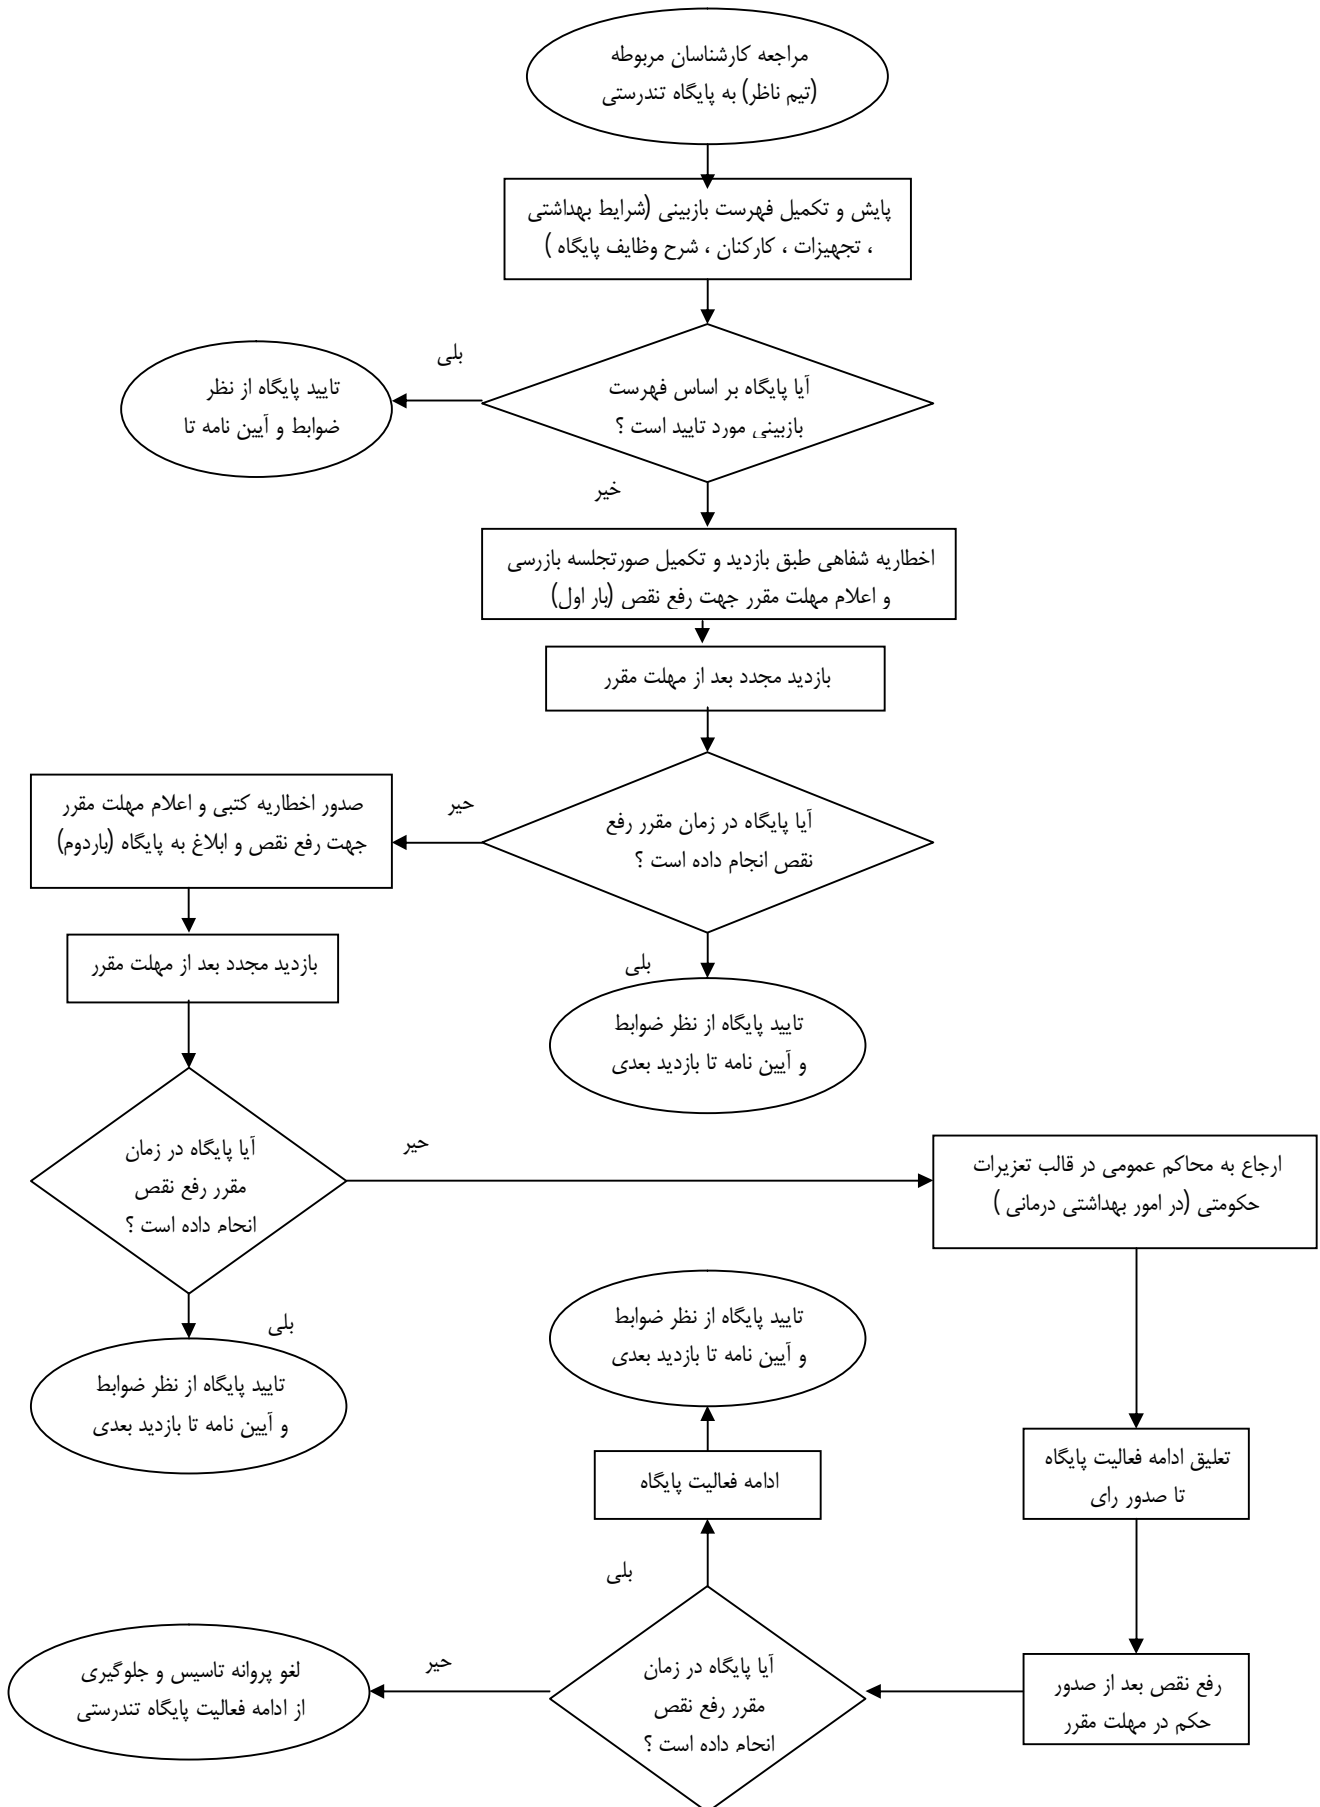 مراجعه کارشناسان مربوطه
(تیم ناظر) به پایگاه تندرستی
پایش و تکمیل فهرست بازبینی (شرایط بهداشتی
، تجهیزات ، کارکنان ، شرح وظایف پایگاه )
آیا پایگاه بر اساس فهرست
بازبینی مورد تایید است ؟
بلی
تایید پایگاه از نظر
ضوابط و آیین نامه تا
خیر
اخطاریه شفاهی طبق بازدید و تکمیل صورتجلسه بازرسی
و اعلام مهلت مقرر جهت رفع نقص (بار اول)
بازدید مجدد بعد از مهلت مقرر
آیا پایگاه در زمان مقرر رفع
نقص انجام داده است ؟
حیر
صدور اخطاریه کتبی و اعلام مهلت مقرر
جهت رفع نقص و ابلاغ به پایگاه (باردوم)
بلی
تایید پایگاه از نظر ضوابط
و آیین نامه تا بازدید بعدی
بازدید مجدد بعد از مهلت مقرر
آیا پایگاه در زمان
مقرر رفع نقص
انجام داده است ؟
حیر
ارجاع به محاکم عمومی در قالب تعزیرات
حکومتی (در امور بهداشتی درمانی )
بلی
تایید پایگاه از نظر ضوابط
و آیین نامه تا بازدید بعدی
تعلیق ادامه فعالیت پایگاه
تا صدور رای
رفع نقص بعد از صدور
حکم در مهلت مقرر
آیا پایگاه در زمان
مقرر رفع نقص
انجام داده است ؟
بلی
ادامه فعالیت پایگاه
تایید پایگاه از نظر ضوابط
و آیین نامه تا بازدید بعدی
حیر
لغو پروانه تاسیس و جلوگیری
از ادامه فعالیت پایگاه تندرستی